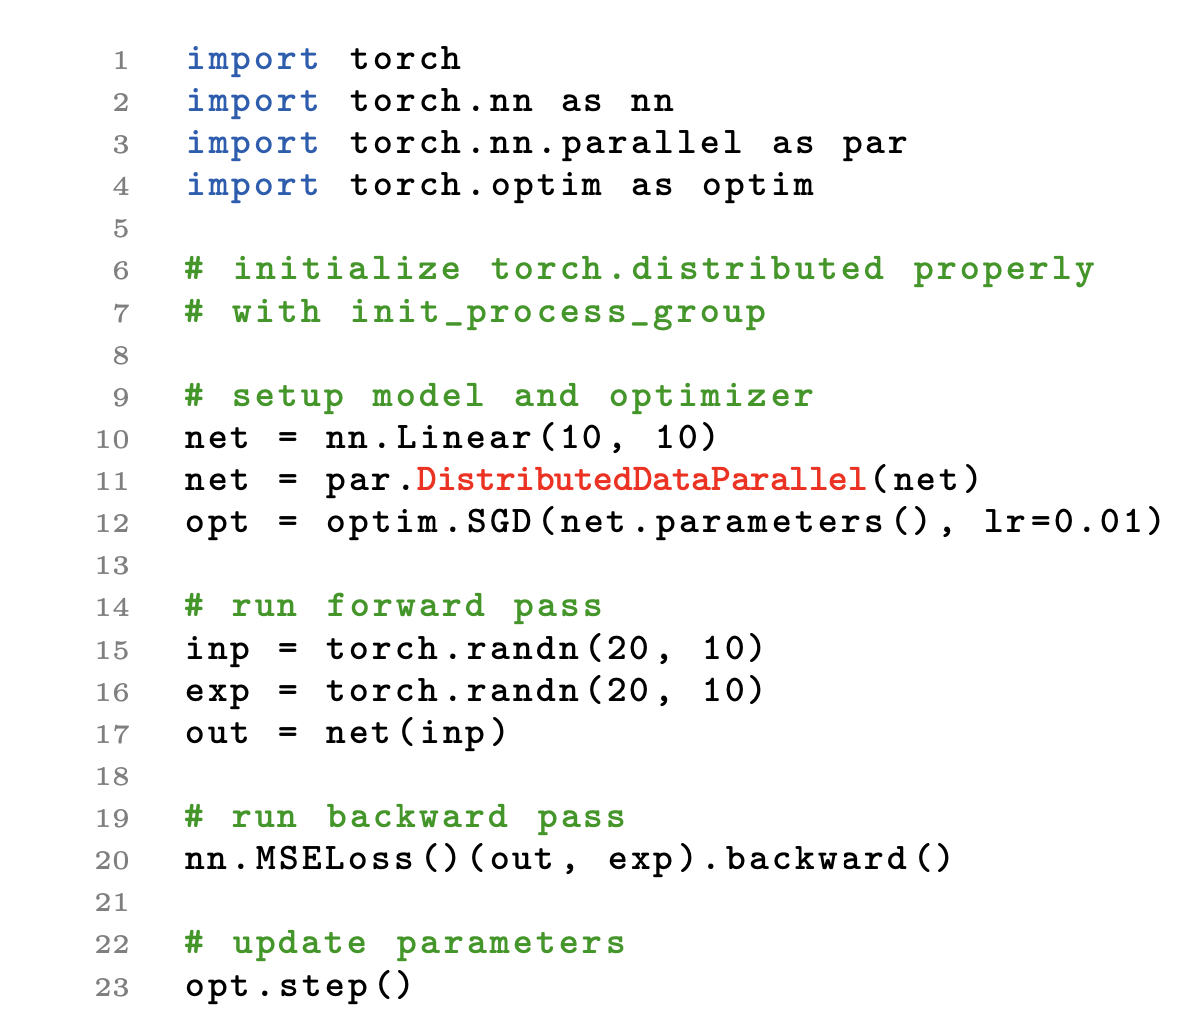 1 import torch
2 import torch.nn as nn
3 import torch.nn.parallel as par
4 import torch.optim as optim
5
6 # initialize torch.distributed properly
7 # with init_process_group
8
9 # setup model and optimizer
10 net = nn.Linear(10, 10)
11 net = par.DistributedDataParallel(net)
12 opt = optim.SGD(net.parameters(), lr=0.01)
13
14 # run forward pass
15 inp = torch.randn(20, 10)
16 exp = torch.randn(20, 10)
17 out = net(inp)
18
19 # run backward pass
20 nn.MSELoss()(out, exp).backward()
21
22 # update parameters
23 opt.step()